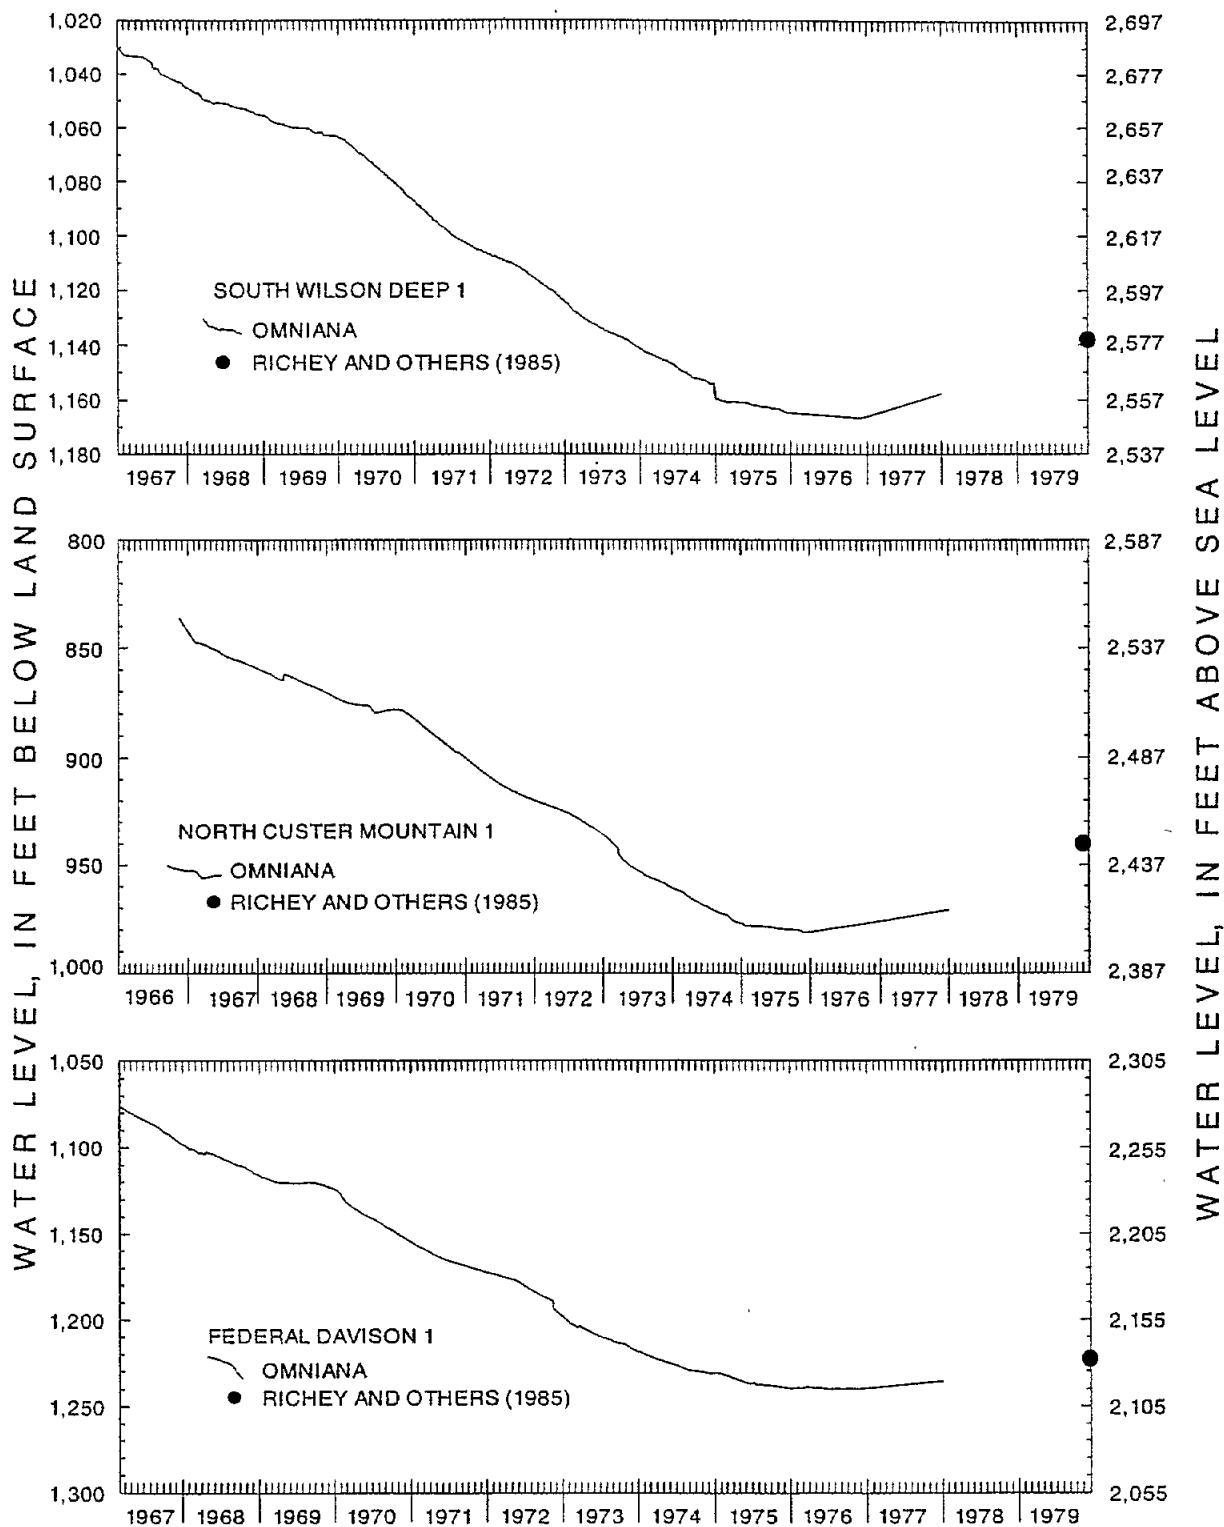 WATER LEVEL, IN FEET BELOW LAND SURFACE
1,020
1,040
1,060
1,080
1,100
1,120
1,140
1,160
1,180
SOUTH WILSON DEEP 1
OMNIANA
RICHEY AND OTHERS (1985)
2,697
2,677
2,657
2,637
2,617
2,597
2,577
2,557
2,537
1967 1968 1969 1970 1971 1972 1973 1974 1975 1976 1977 1978 1979
800
850
900
950
1,000
NORTH CUSTER MOUNTAIN 1
OMNIANA
RICHEY AND OTHERS (1985)
2,587
2,537
2,487
2,437
2,387
1966 1967 1968 1969 1970 1971 1972 1973 1974 1975 1976 1977 1978 1979
1,050
1,100
1,150
1,200
1,250
1,300
FEDERAL DAVISON 1
OMNIANA
RICHEY AND OTHERS (1985)
2,305
2,255
2,205
2,155
2,105
2,055
1967 1968 1969 1970 1971 1972 1973 1974 1975 1976 1977 1978 1979
WATER LEVEL, IN FEET ABOVE SEA LEVEL